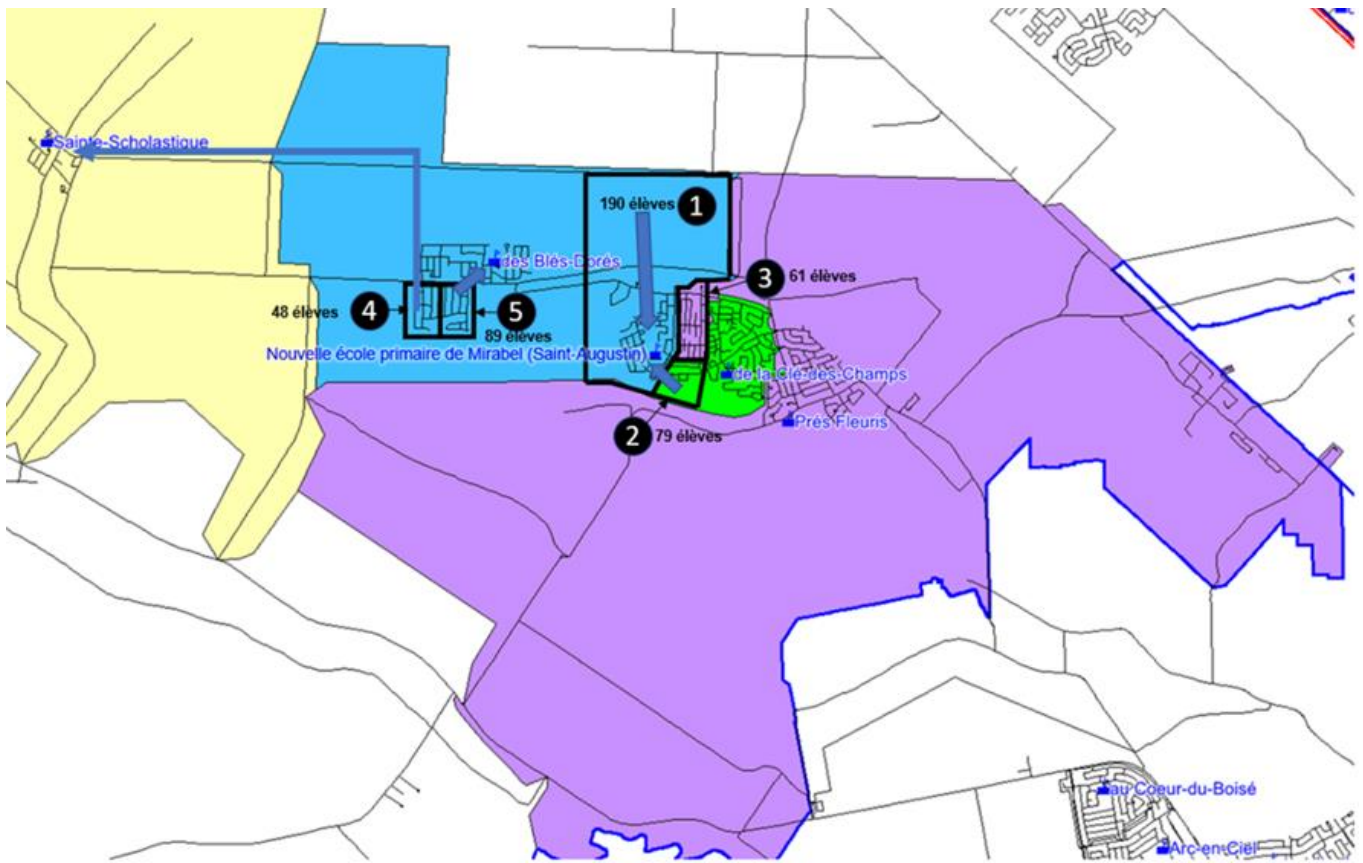 Sainte-Scholastique
190 élèves 1
des Blés-Dorés
3 61 élèves
48 élèves 4
5
89 élèves
Nouvelle école primaire de Mirabel (Saint-Augustin)
de la Clé-des-Champs
Prés Fleuris
2 79 élèves
au Coeur-du-Boisé
Arc-en-Ciel